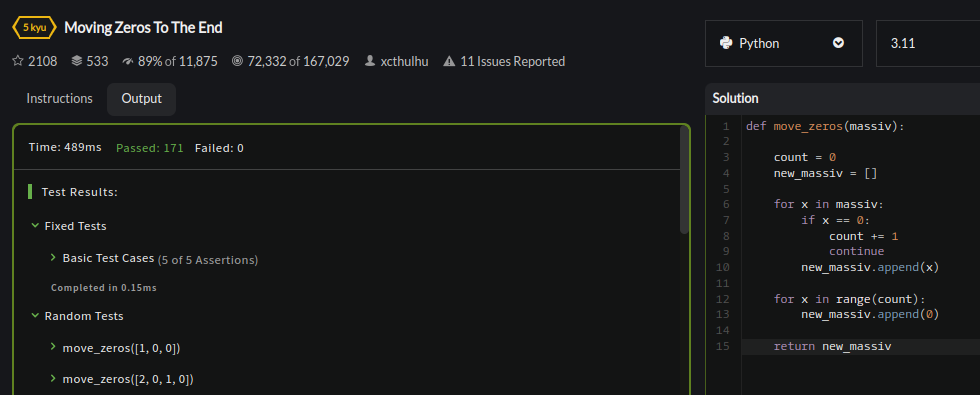 5 kyu Moving Zeros To The End
2108 533 89% of 11,875 72,332 of 167,029 xcthulhu 11 Issues Reported
Instructions Output
Time: 489ms Passed: 171 Failed: 0
Test Results:
Fixed Tests
Basic Test Cases (5 of 5 Assertions)
Completed in 0.15ms
Random Tests
move_zeros([1, 0, 0])
move_zeros([2, 0, 1, 0])
Python 3.11
Solution
1 def move_zeros(massiv):
2
3 count = 0
4 new_massiv = []
5
6 for x in massiv:
7 if x == 0:
8 count += 1
9 continue
10 new_massiv.append(x)
11
12 for x in range(count):
13 new_massiv.append(0)
14
15 return new_massiv